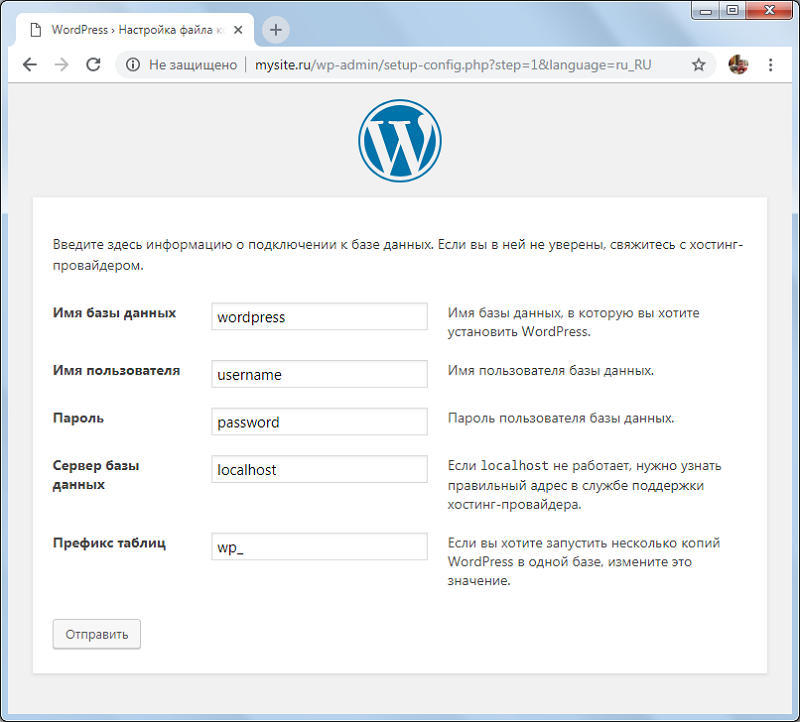 WordPress › Настройка файла к
Не защищено
mysite.ru/wp-admin/setup-config.php?step=1&language=ru_RU
Введите здесь информацию о подключении к базе данных. Если вы в ней не уверены, свяжитесь с хостинг-
провайдером.
Имя базы данных
wordpress
Имя базы данных, в которую вы хотите
установить WordPress.
Имя пользователя
username
Имя пользователя базы данных.
Пароль
password
Пароль пользователя базы данных.
Сервер базы
данных
localhost
Если localhost не работает, нужно узнать
правильный адрес в службе поддержки
хостинг-провайдера.
Префикс таблиц
wp_
Если вы хотите запустить несколько копий
WordPress в одной базе, измените это
значение.
Отправить